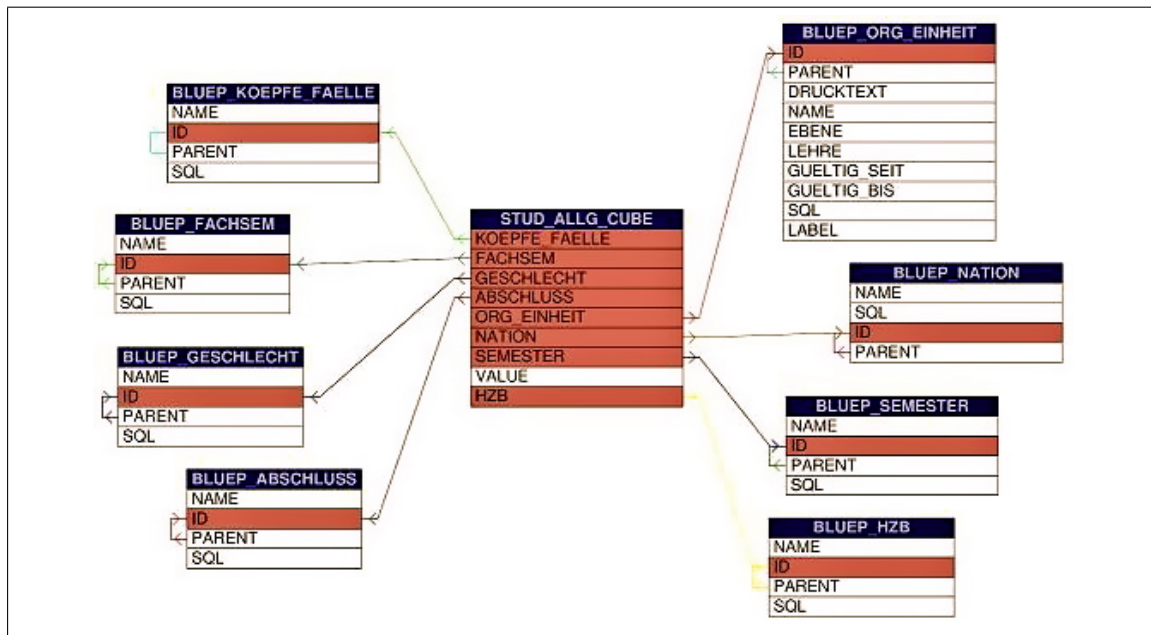 BLUEP_KOEPFE_FAELLE
NAME
ID
PARENT
SQL
BLUEP_FACHSEM
NAME
ID
PARENT
SQL
BLUEP_GESCHLECHT
NAME
ID
PARENT
SQL
BLUEP_ABSCHLUSS
NAME
ID
PARENT
SQL
STUD_ALLG_CUBE
KOEPFE_FAELLE
FACHSEM
GESCHLECHT
ABSCHLUSS
ORG_EINHEIT
NATION
SEMESTER
VALUE
HZB
BLUEP_ORG_EINHEIT
ID
PARENT
DRUCKTEXT
NAME
EBENE
LEHRE
GUELTIG_SEIT
GUELTIG_BIS
SQL
LABEL
BLUEP_NATION
NAME
SQL
ID
PARENT
BLUEP_SEMESTER
NAME
ID
PARENT
SQL
BLUEP_HZB
NAME
ID
PARENT
SQL